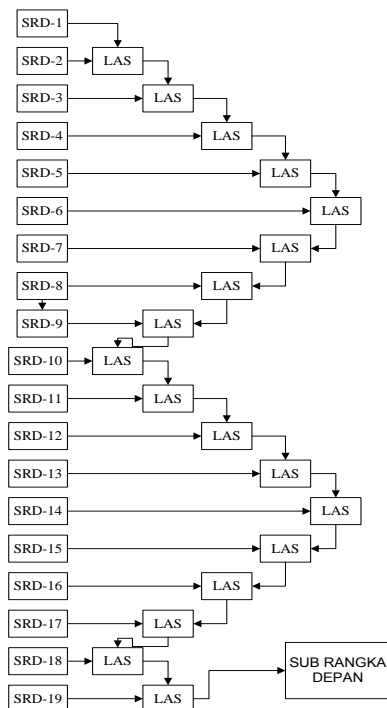 SRD-1
SRD-2 LAS
SRD-3 LAS
SRD-4 LAS
SRD-5 LAS
SRD-6 LAS
SRD-7 LAS
SRD-8 LAS
SRD-9 LAS
SRD-10 LAS
SRD-11 LAS
SRD-12 LAS
SRD-13 LAS
SRD-14 LAS
SRD-15 LAS
SRD-16 LAS
SRD-17 LAS
SRD-18 LAS
SRD-19 LAS
SUB RANGKA
DEPAN